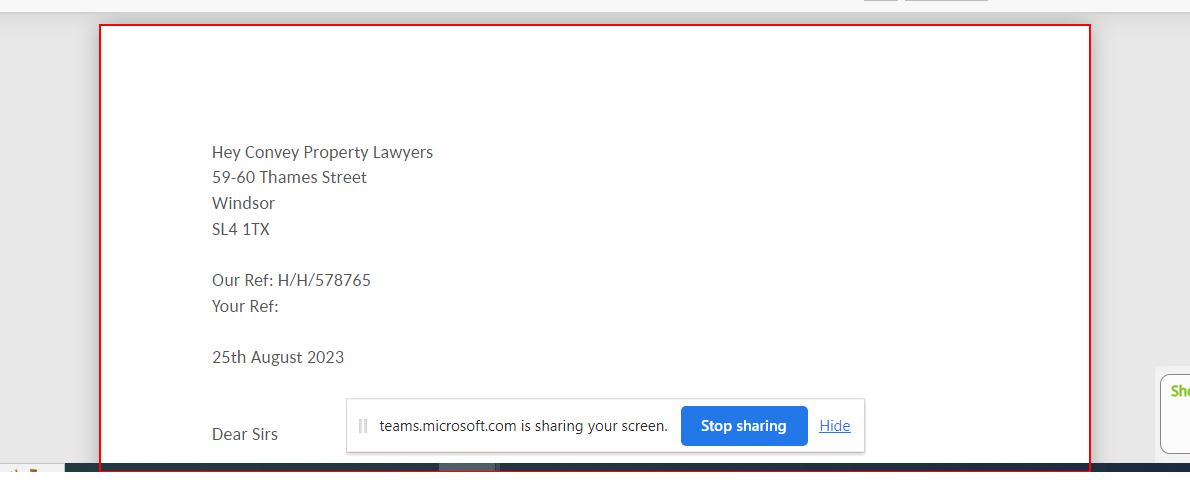 Hey Convey Property Lawyers
59-60 Thames Street
Windsor
SL4 1TX
Our Ref: H/H/578765
Your Ref:
25th August 2023
Dear Sirs
teams.microsoft.com is sharing your screen. Stop sharing Hide